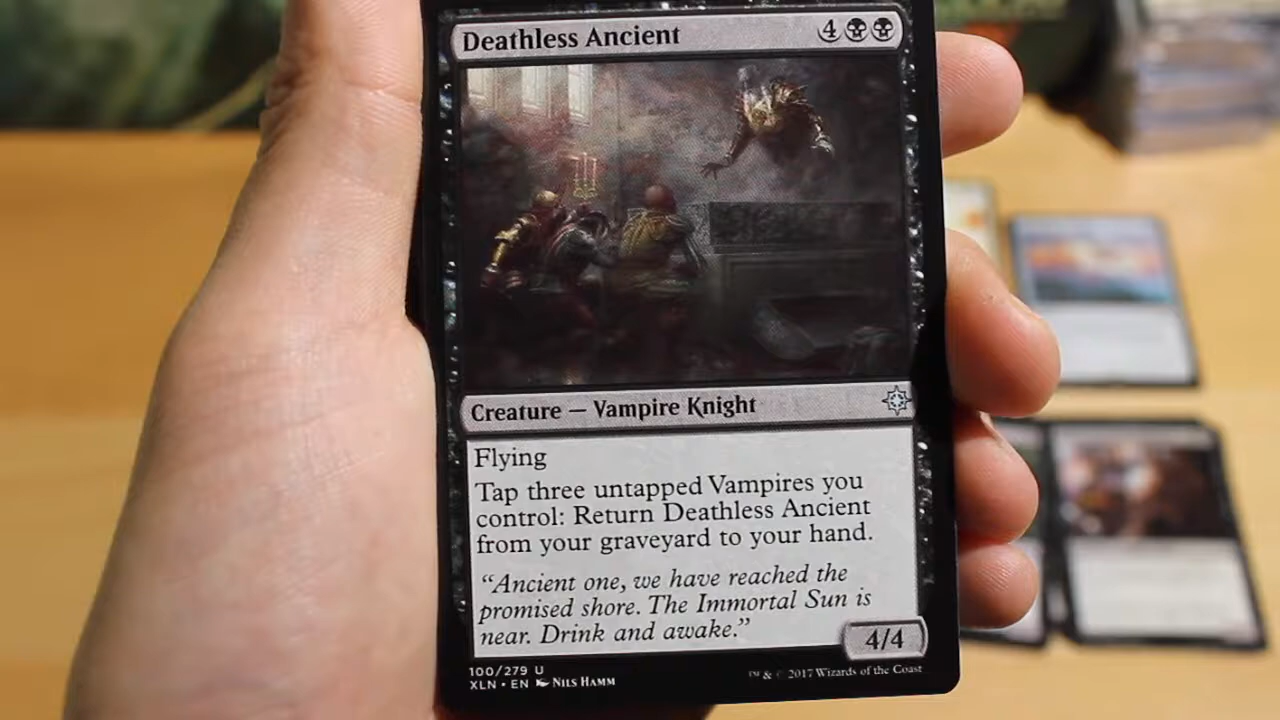 Deathless Ancient 4
Creature — Vampire Knight
Flying
Tap three untapped Vampires you
control: Return Deathless Ancient
from your graveyard to your hand.
“Ancient one, we have reached the
promised shore. The Immortal Sun is
near. Drink and awake.”
4/4
100/279 U
XLN • EN Nils Hamm
™ & © 2017 Wizards of the Coast